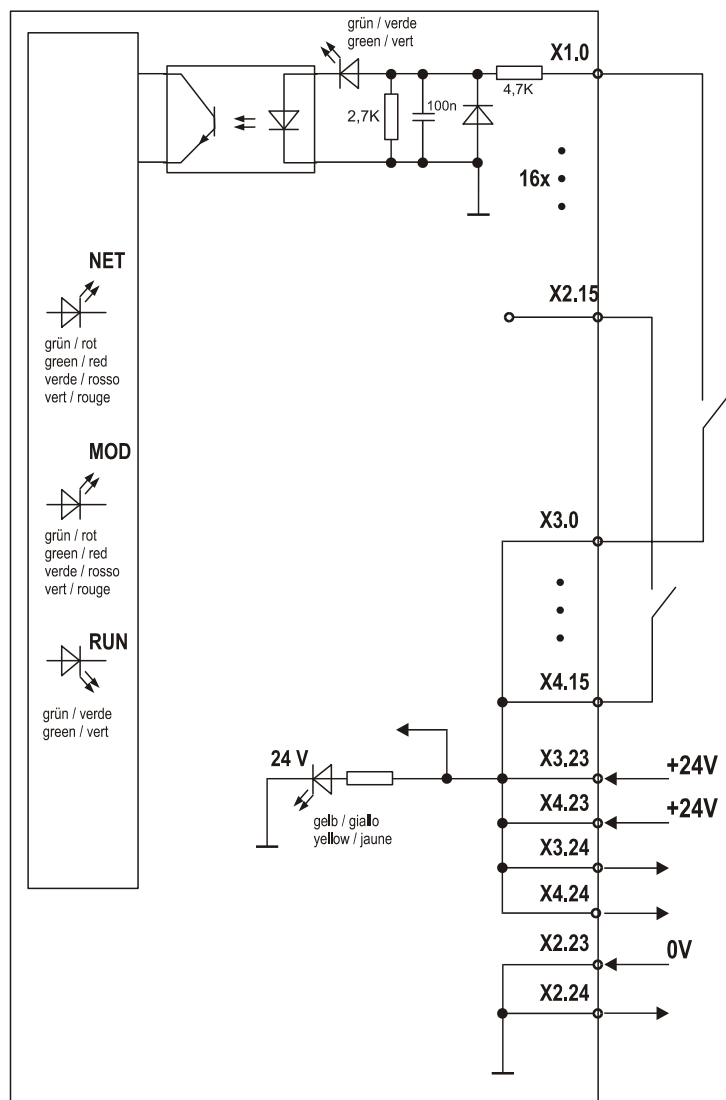 grün / verde
green / vert
X1.0
4,7K
2,7K
100n
16x
NET
grün / rot
green / red
verde / rosso
vert / rouge
X2.15
MOD
grün / rot
green / red
verde / rosso
vert / rouge
X3.0
RUN
grün / verde
green / vert
X4.15
24 V
gelb / giallo
yellow / jaune
X3.23
+24V
X4.23
+24V
X3.24
X4.24
X2.23
0V
X2.24